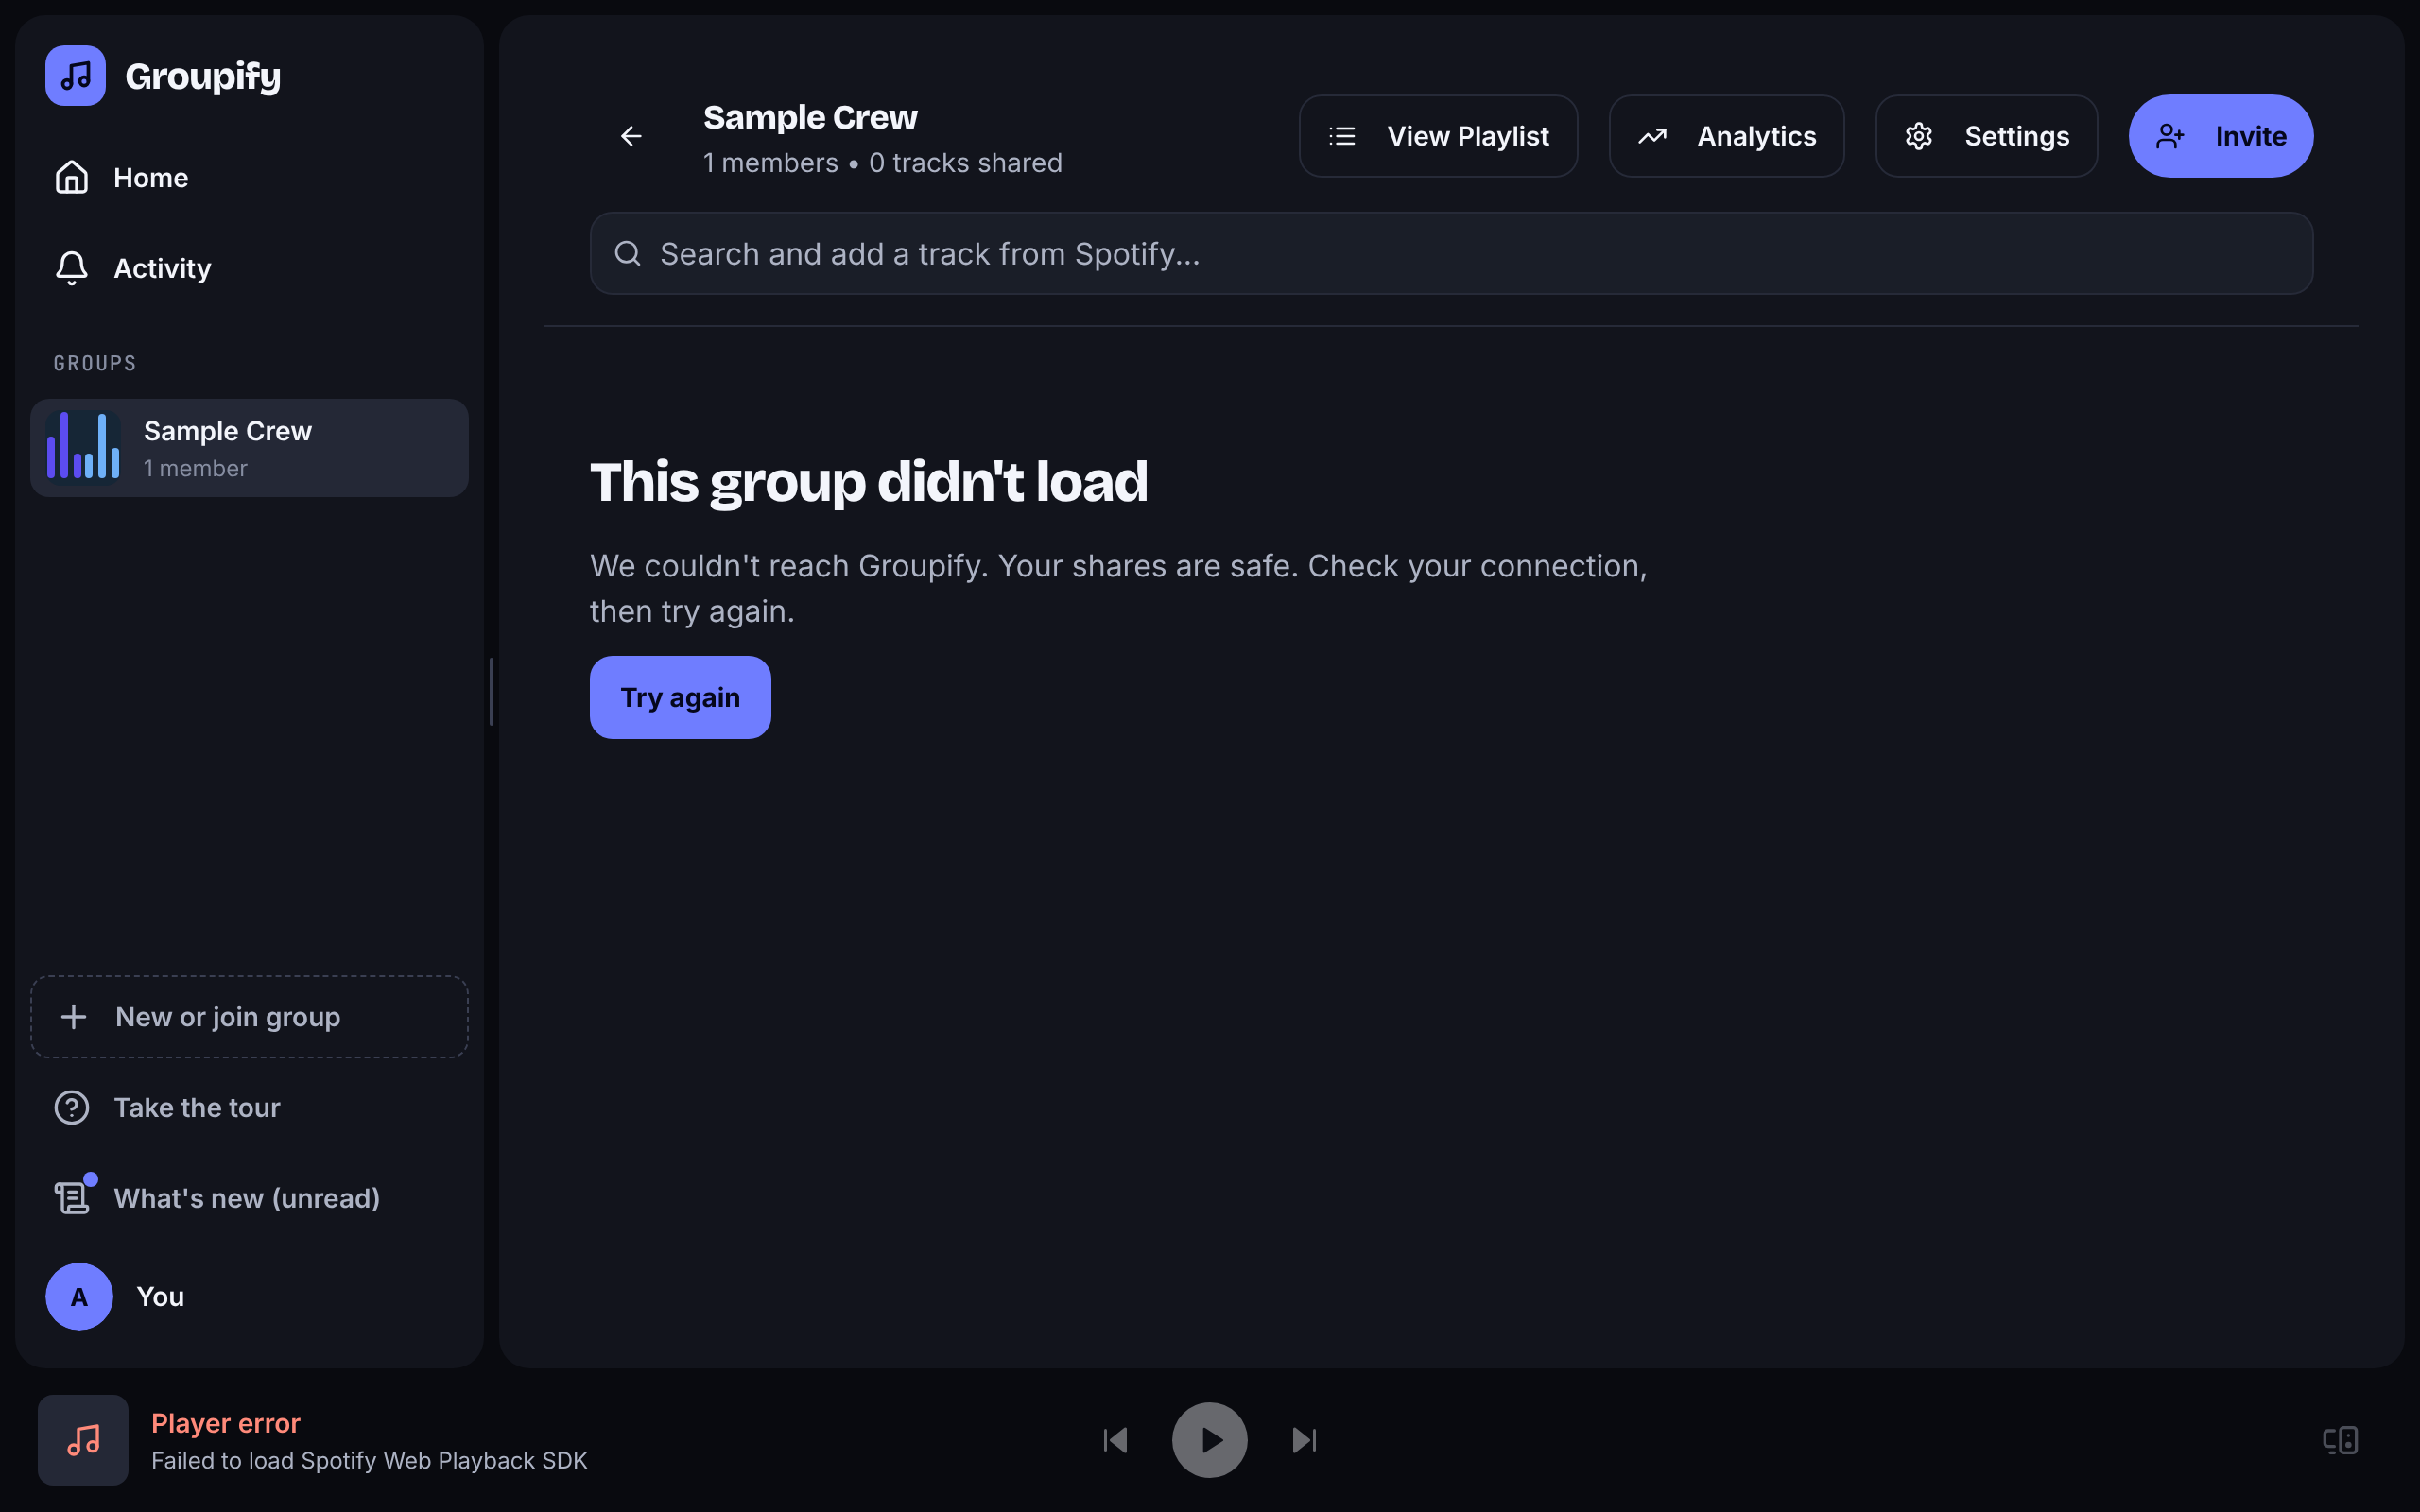 Groupify
Home
Activity
GROUPS
Sample Crew
1 member
New or join group
Take the tour
What's new (unread)
A
You
Sample Crew
1 members • 0 tracks shared
View Playlist
Analytics
Settings
Invite
Search and add a track from Spotify...
This group didn't load
We couldn't reach Groupify. Your shares are safe. Check your connection,
then try again.
Try again
Player error
Failed to load Spotify Web Playback SDK